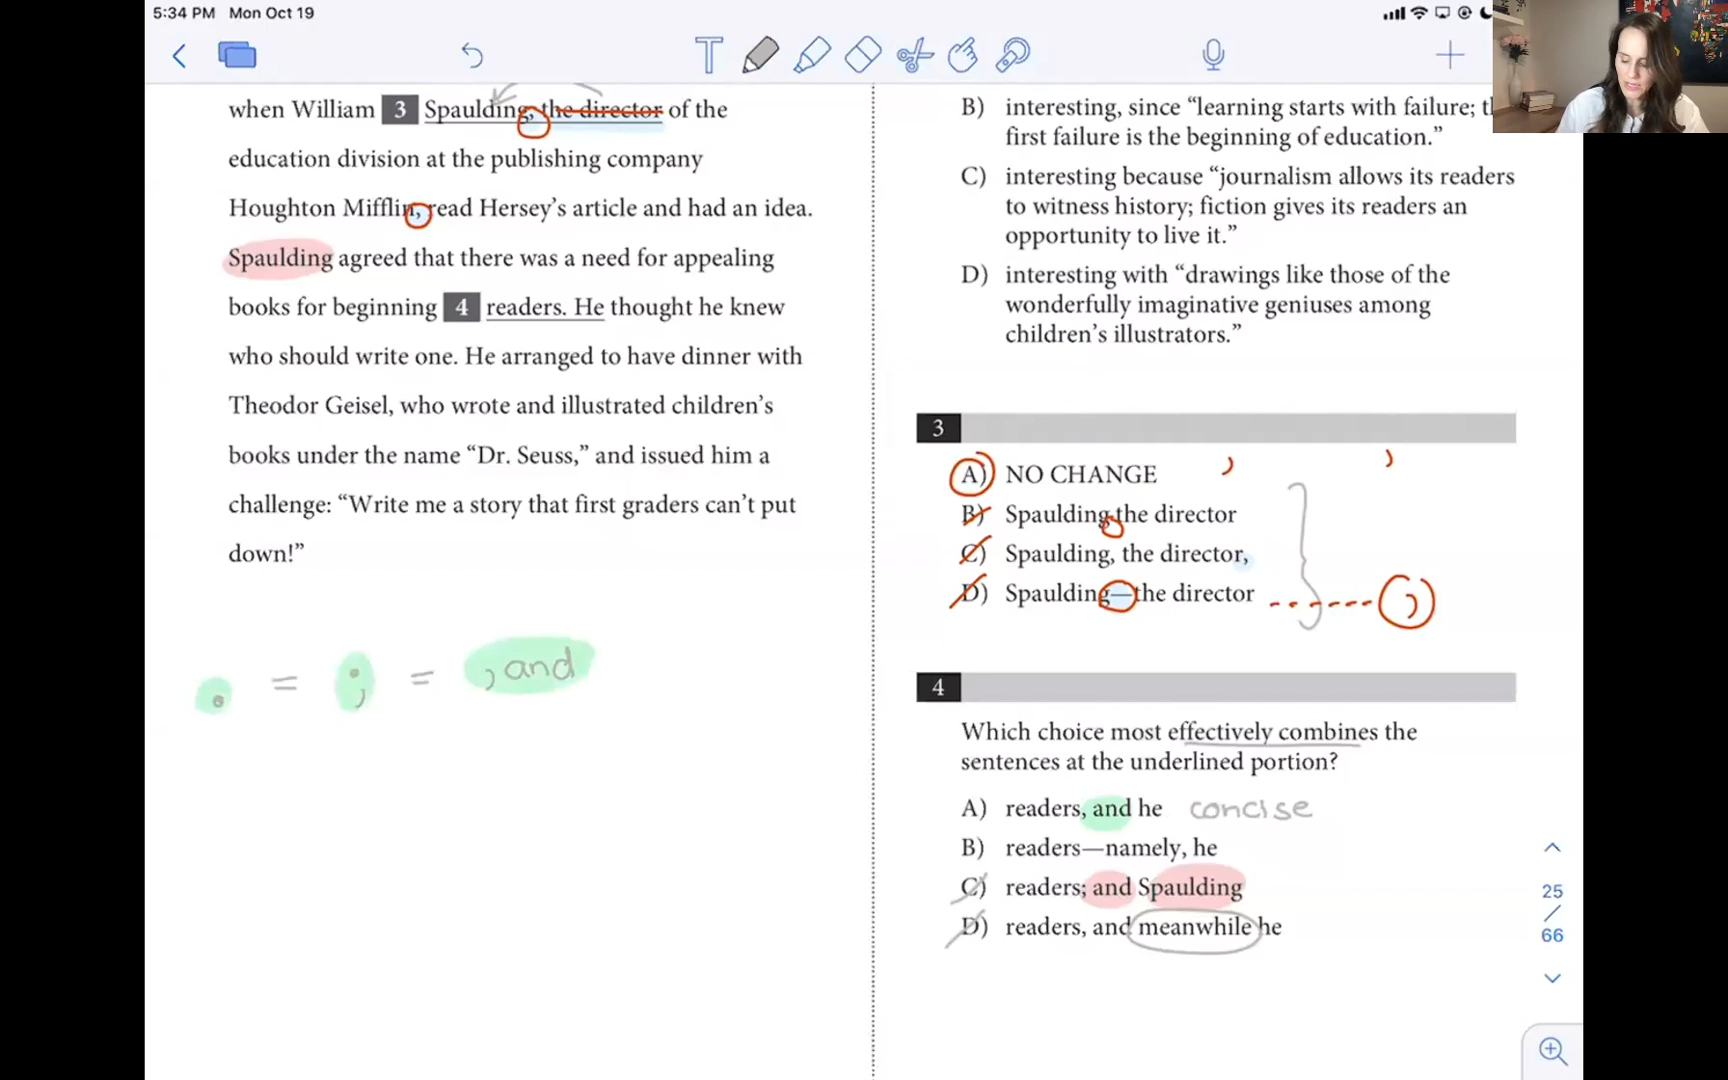 5:34 PM Mon Oct 19
when William 3 Spaulding, the director of the
education division at the publishing company
Houghton Mifflin, read Hersey’s article and had an idea.
Spaulding agreed that there was a need for appealing
books for beginning 4 readers. He thought he knew
who should write one. He arranged to have dinner with
Theodor Geisel, who wrote and illustrated children’s
books under the name “Dr. Seuss,” and issued him a
challenge: “Write me a story that first graders can’t put
down!”
. = ; = , and
B) interesting, since “learning starts with failure;
first failure is the beginning of education.”
C) interesting because “journalism allows its readers
to witness history; fiction gives its readers an
opportunity to live it.”
D) interesting with “drawings like those of the
wonderfully imaginative geniuses among
children’s illustrators.”
3
A) NO CHANGE , ,
B) Spaulding the director
C) Spaulding, the director,
D) Spaulding—the director ,
4
Which choice most effectively combines the
sentences at the underlined portion?
A) readers, and he concise
B) readers—namely, he
C) readers; and Spaulding
D) readers, and meanwhile he
25
/
66